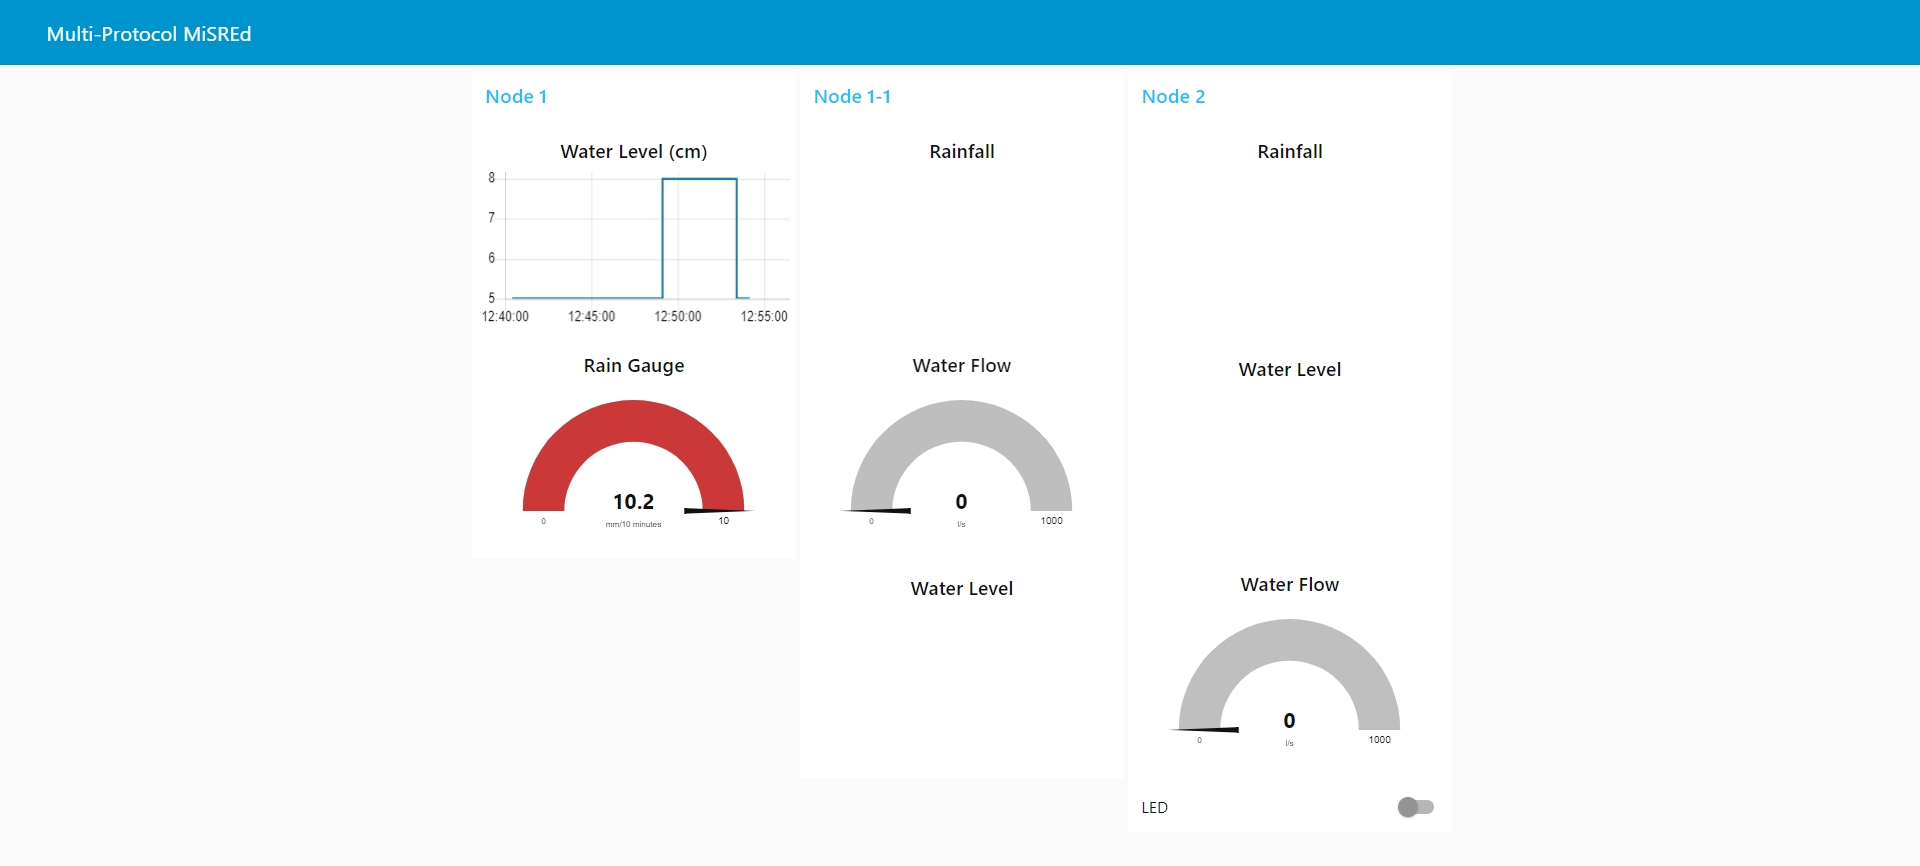 Multi-Protocol MiSREd
Node 1
Water Level (cm)
8
7
6
5
12:40:00 12:45:00 12:50:00 12:55:00
Rain Gauge
10.2
mm/10 minutes
0 10
Node 1-1
Rainfall
Water Flow
0
l/s
0 1000
Water Level
Node 2
Rainfall
Water Level
Water Flow
0
l/s
0 1000
LED